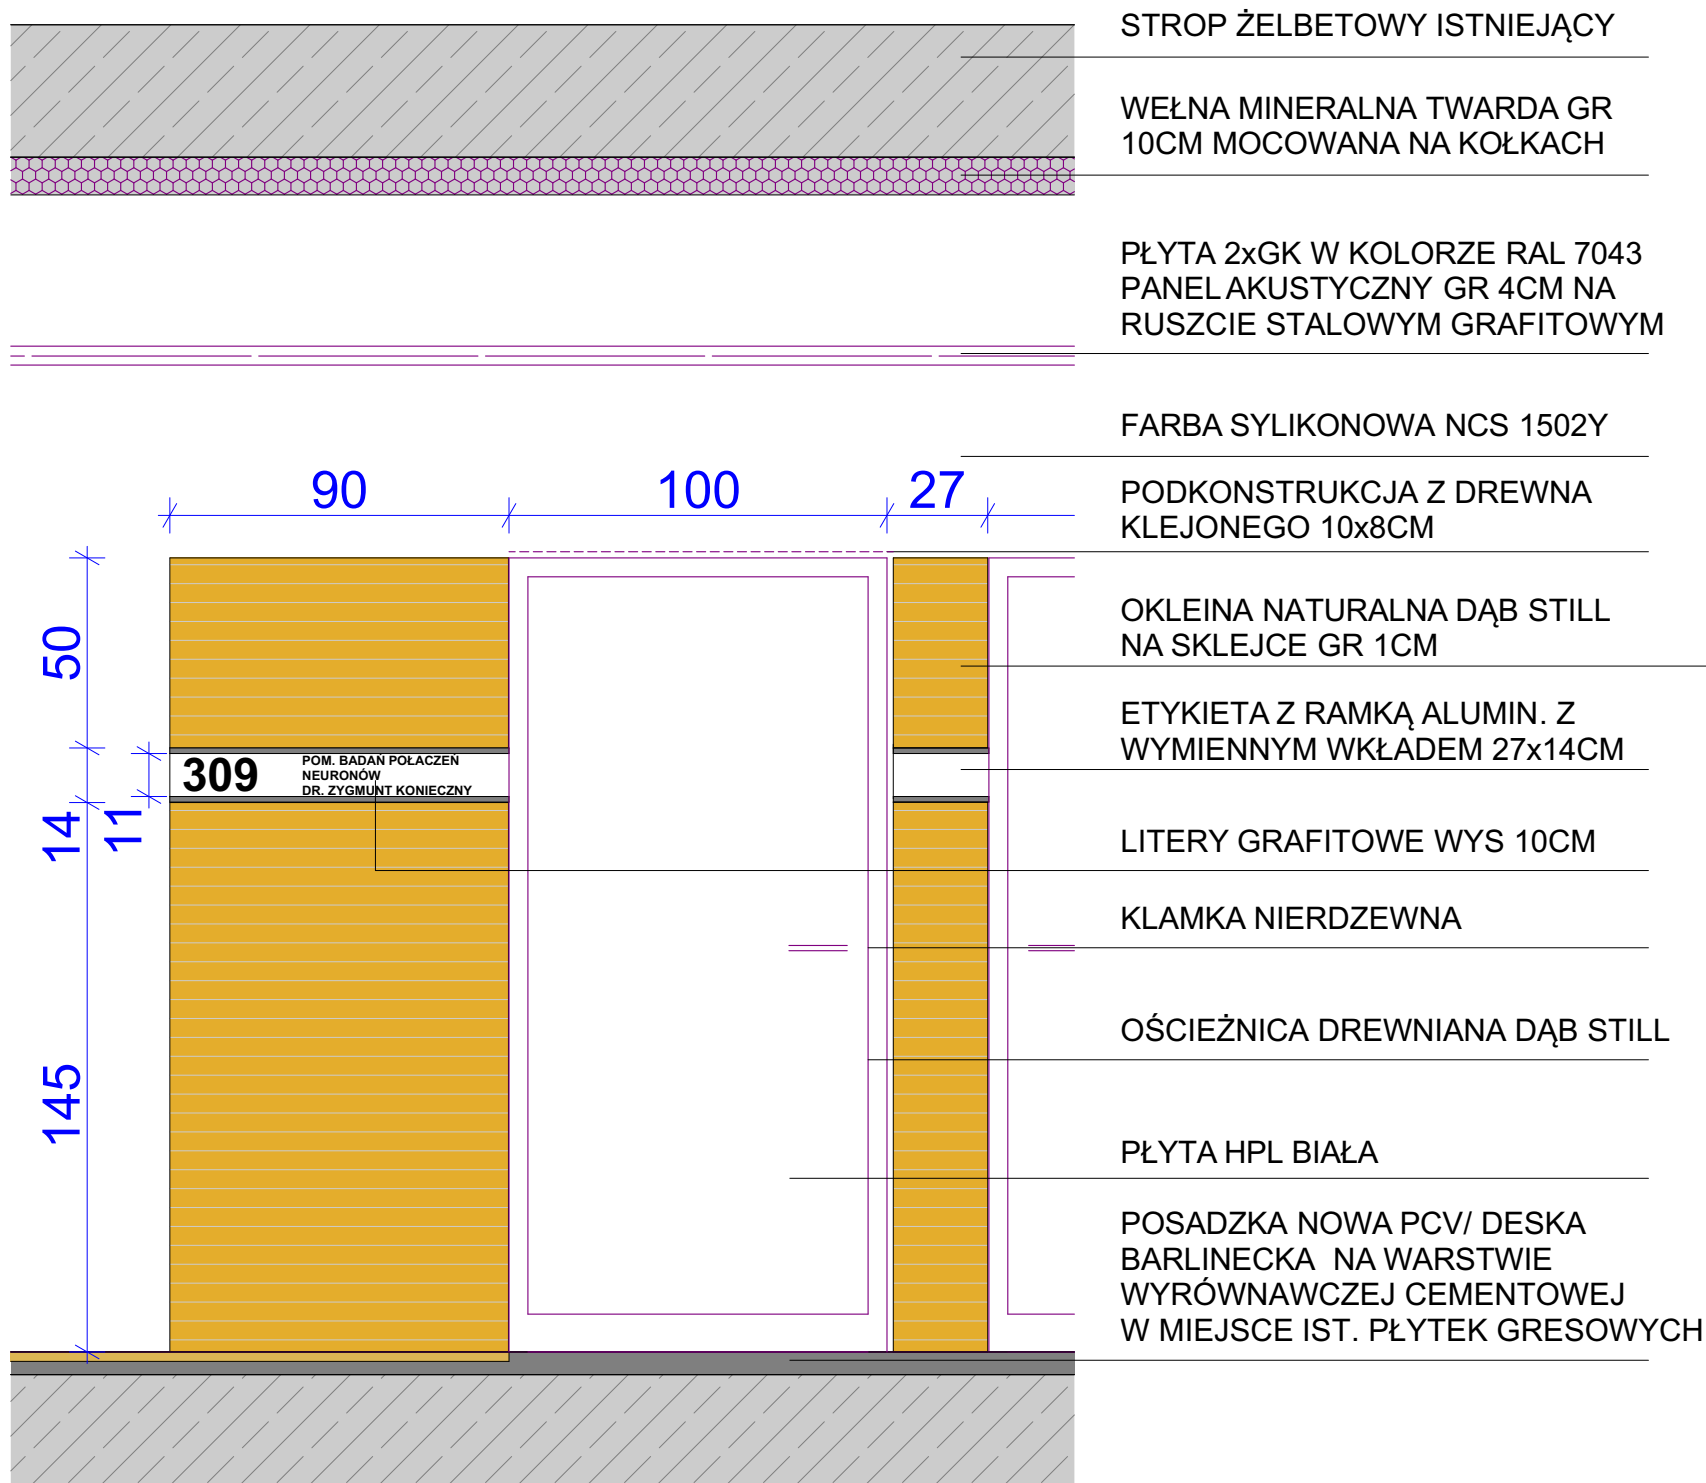 STROP ŻELBETOWY ISTNIEJĄCY
WEŁNA MINERALNA TWARDA GR
10CM MOCOWANA NA KOŁKACH
PŁYTA 2xGK W KOLORZE RAL 7043
PANEL AKUSTYCZNY GR 4CM NA
RUSZCIE STALOWYM GRAFITOWYM
FARBA SYLIKONOWA NCS 1502Y
90
100
27
PODKONSTRUKCJA Z DREWNA
KLEJONEGO 10x8CM
50
OKLEINA NATURALNA DĄB STILL
NA SKLEJCE GR 1CM
ETYKIETA Z RAMKĄ ALUMIN. Z
WYMIENNYM WKŁADEM 27x14CM
309
POM. BADAŃ POŁACZEŃ
NEURONÓW
DR. ZYGMUNT KONIECZNY
14
11
LITERY GRAFITOWE WYS 10CM
KLAMKA NIERDZEWNA
OŚCIEŻNICA DREWNIANA DĄB STILL
145
PŁYTA HPL BIAŁA
POSADZKA NOWA PCV/ DESKA
BARLINECKA NA WARSTWIE
WYRÓWNAWCZEJ CEMENTOWEJ
W MIEJSCE IST. PŁYTEK GRESOWYCH